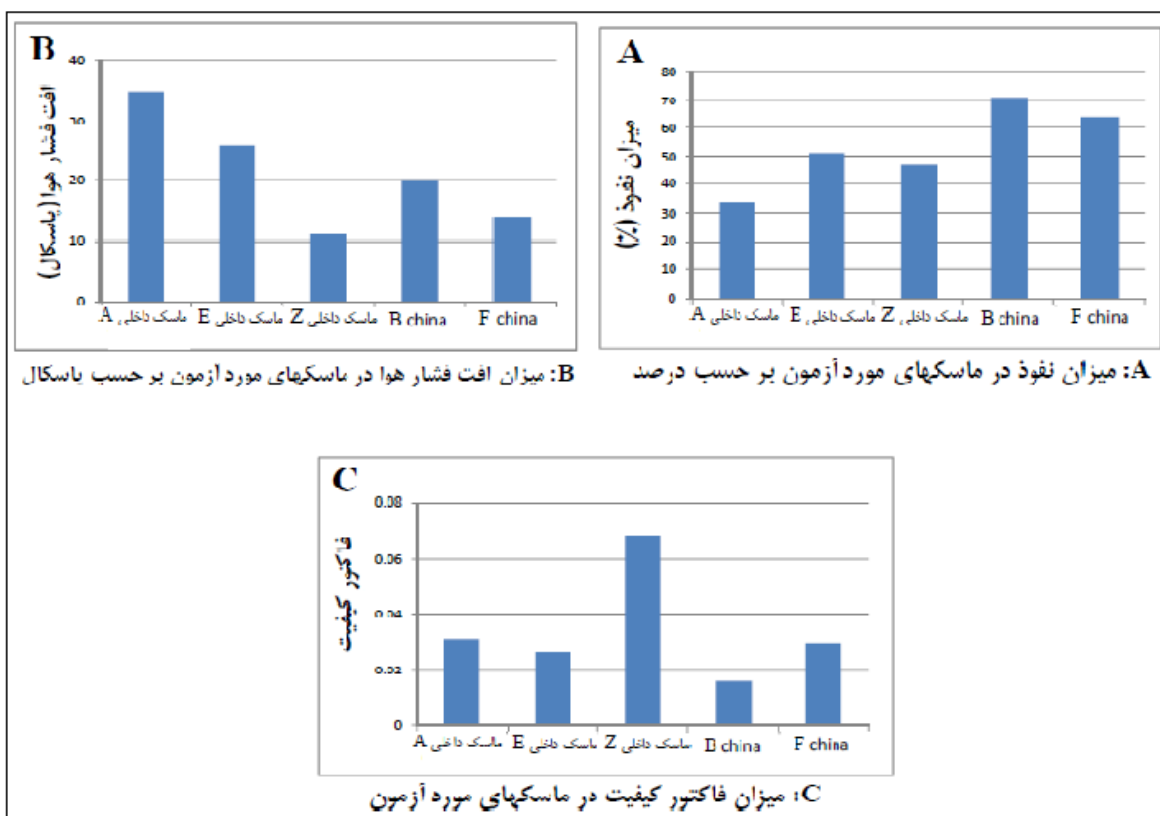 A
میزان نفوذ (%)
80
70
60
50
40
30
20
10
0
ماسک داخلی A
ماسک داخلی E
ماسک داخلی Z
B china
F china
A: میزان نفوذ در ماسکهای مورد آزمون بر حسب درصد
B
افت فشار هوا (پاسکال)
40
30
20
10
0
ماسک داخلی A
ماسک داخلی E
ماسک داخلی Z
B china
F china
B: میزان افت فشار هوا در ماسکهای مورد آزمون بر حسب پاسکال
C
فاکتور کیفیت
0.08
0.06
0.04
0.02
0
ماسک داخلی A
ماسک داخلی E
ماسک داخلی Z
B china
F china
C: میزان فاکتور کیفیت در ماسکهای مورد آزمون